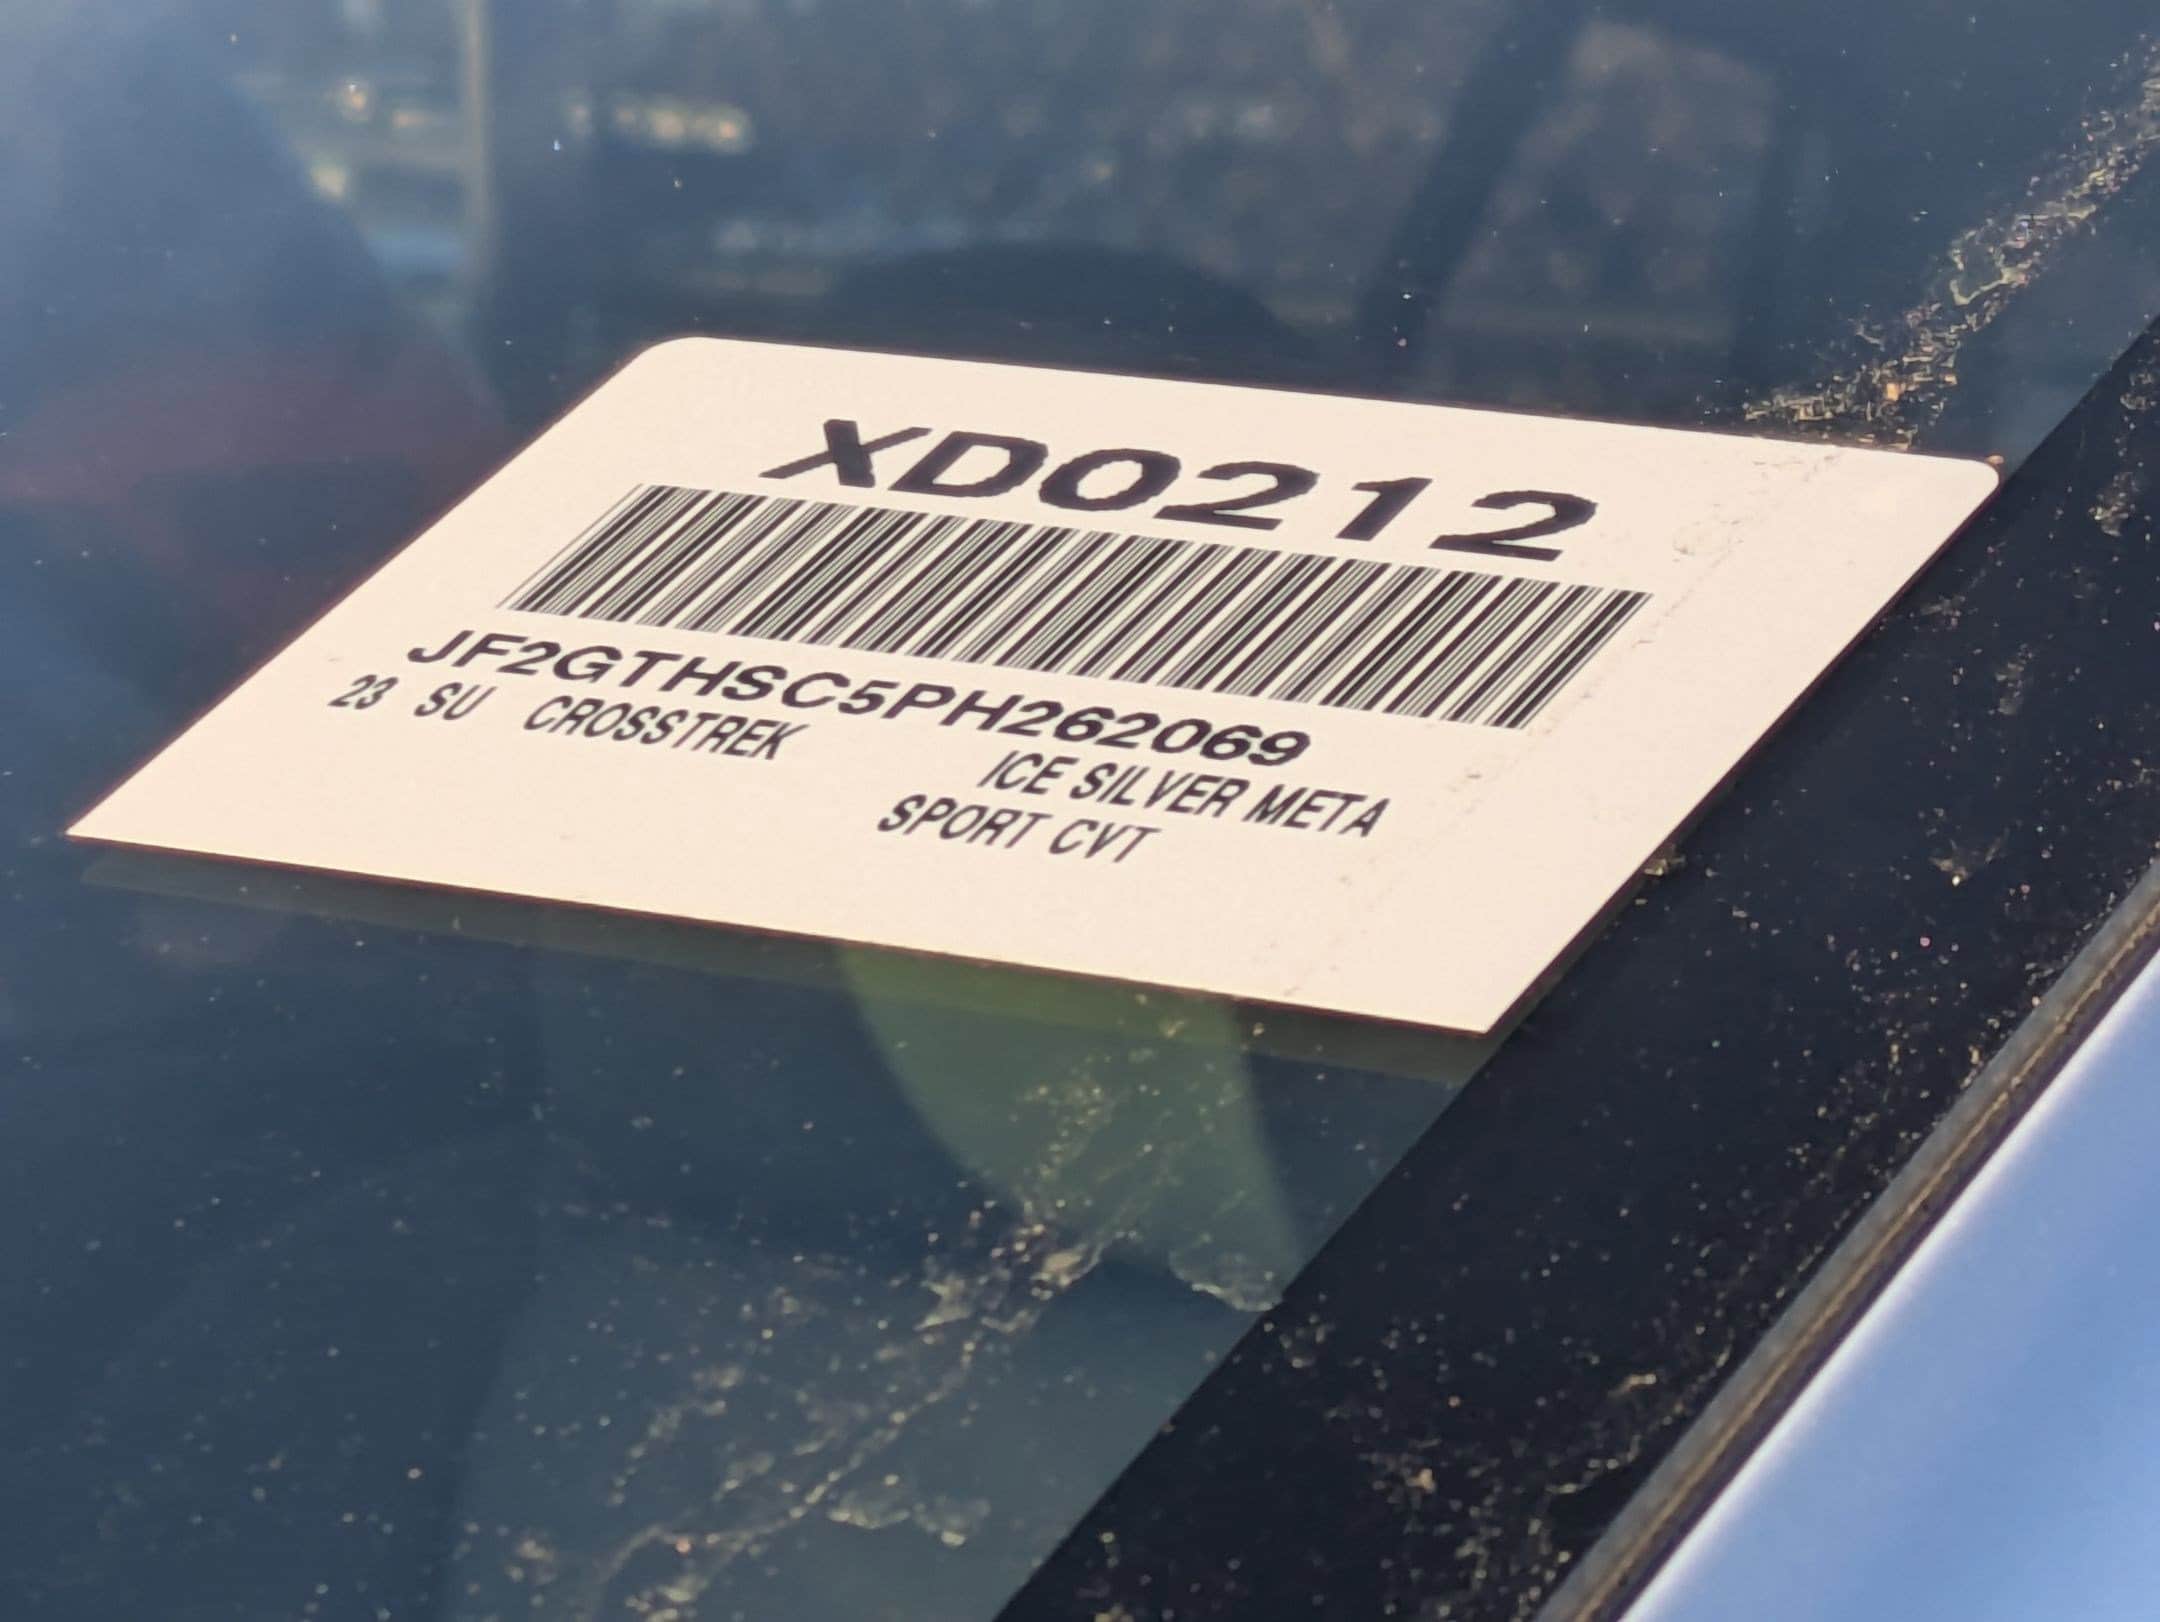 XD0212
JF2GTHSC5PH262069
23 SU CROSSTREK
ICE SILVER META
SPORT CVT